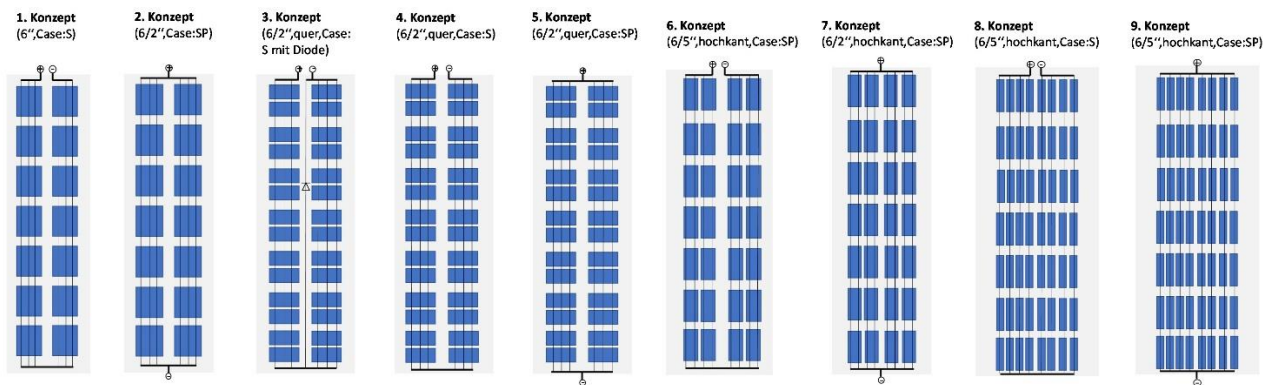 1. Konzept
(6″,Case:S)
2. Konzept
(6/2″,Case:SP)
3. Konzept
(6/2″,quer,Case:
S mit Diode)
4. Konzept
(6/2″,quer,Case:S)
5. Konzept
(6/2″,quer,Case:SP)
6. Konzept
(6/5″,hochkant,Case:SP)
7. Konzept
(6/2″,hochkant,Case:SP)
8. Konzept
(6/5″,hochkant,Case:S)
9. Konzept
(6/5″,hochkant,Case:SP)